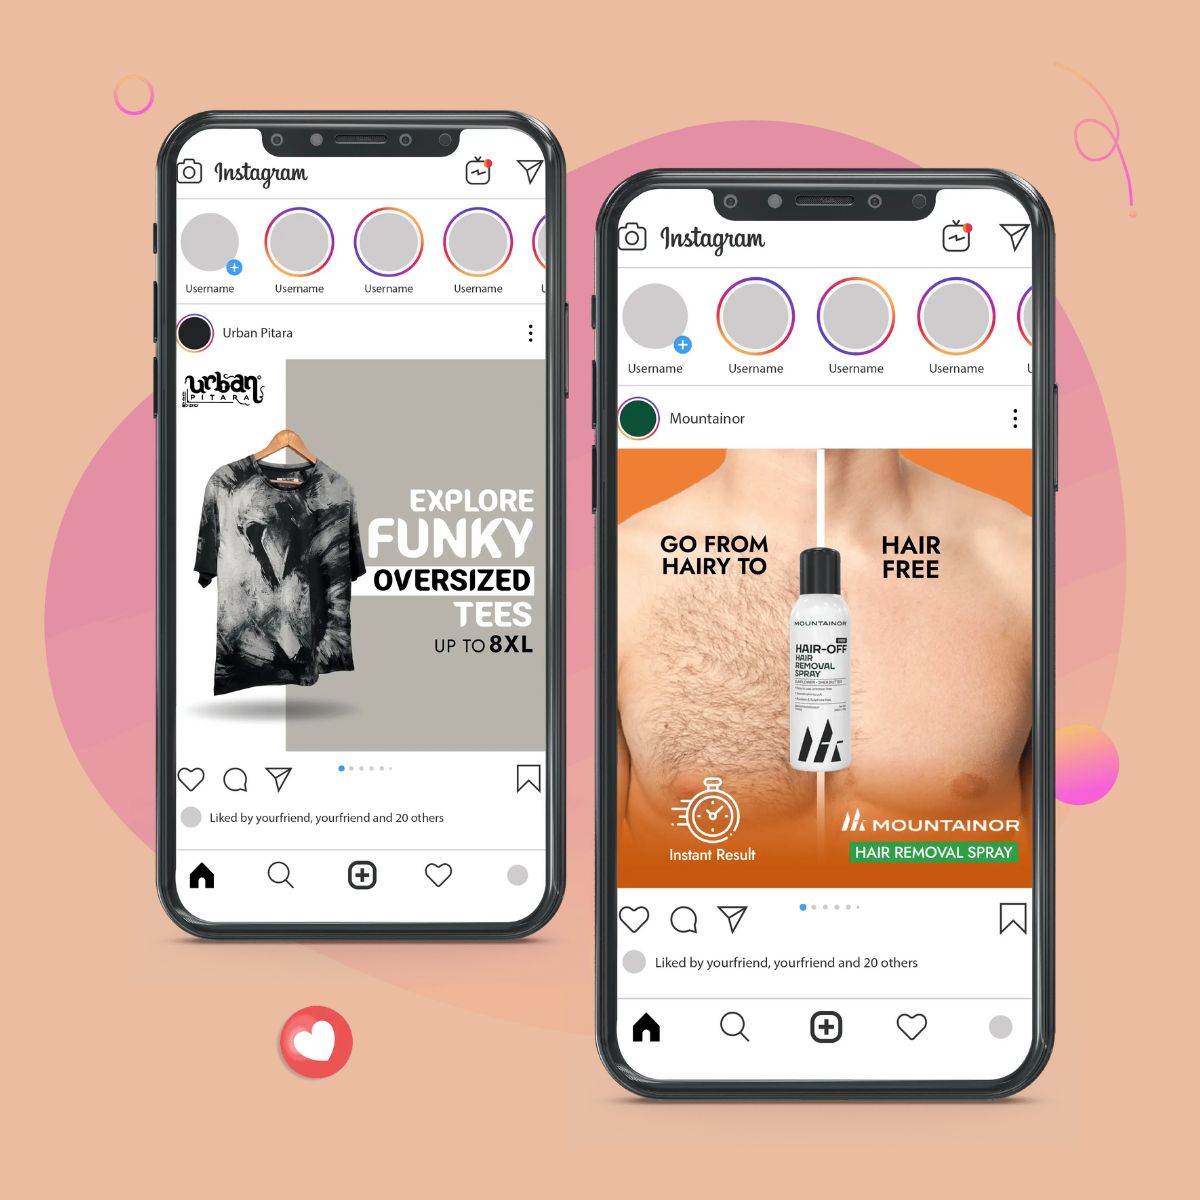 Instagram
Username
Username
Username
Username
U
Urban Pitara
urban
PITARA
EXPLORE
FUNKY
OVERSIZED
TEES
UP TO 8XL
Liked by yourfriend, yourfriend and 20 others
Instagram
Username
Username
Username
Username
U
Mountainor
GO FROM
HAIRY TO
HAIR
FREE
MOUNTAINOR
HAIR-OFF
HAIR
REMOVAL
SPRAY
Instant Result
MOUNTAINOR
HAIR REMOVAL SPRAY
Liked by yourfriend, yourfriend and 20 others